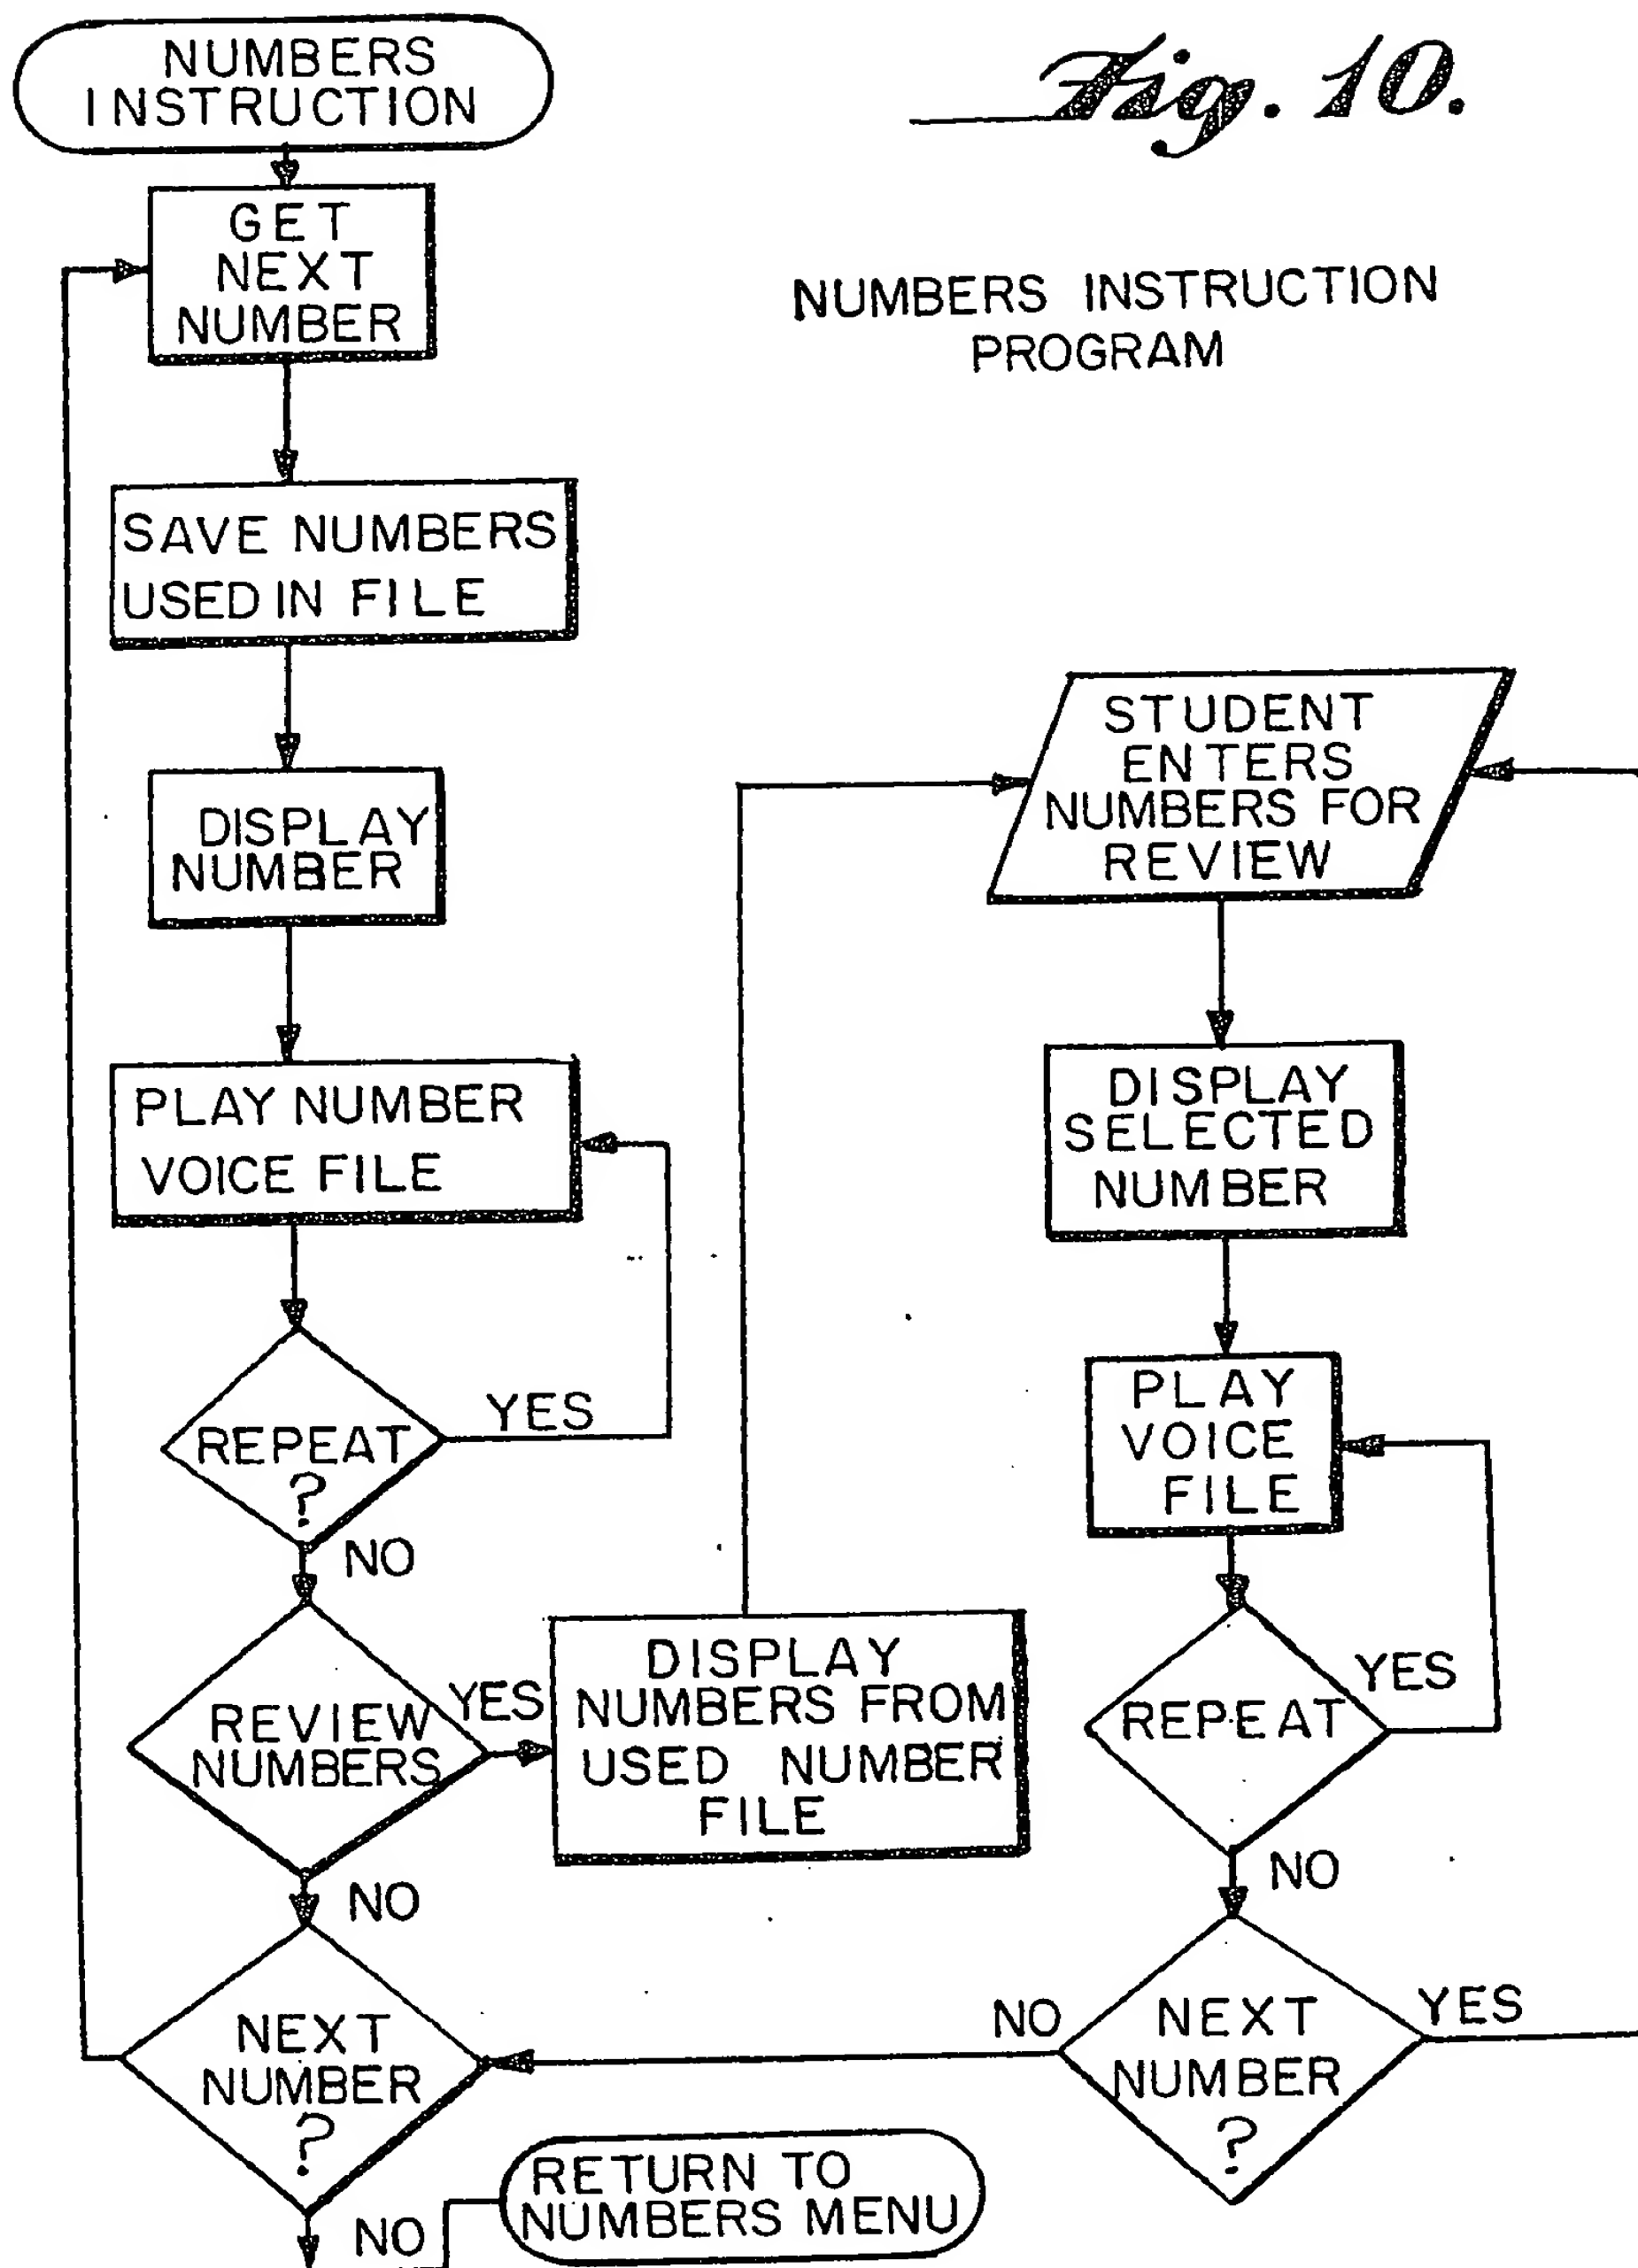 NUMBERS
INSTRUCTION
Fig. 10.
GET
NEXT
NUMBER
NUMBERS INSTRUCTION
PROGRAM
SAVE NUMBERS
USED IN FILE
DISPLAY
NUMBER
PLAY NUMBER
VOICE FILE
REPEAT
?
YES
NO
REVIEW
NUMBERS
YES
NO
DISPLAY
NUMBERS FROM
USED NUMBER
FILE
NEXT
NUMBER
?
NO
RETURN TO
NUMBERS MENU
STUDENT
ENTERS
NUMBERS FOR
REVIEW
DISPLAY
SELECTED
NUMBER
PLAY
VOICE
FILE
REPEAT
YES
NO
NEXT
NUMBER
?
NO
YES